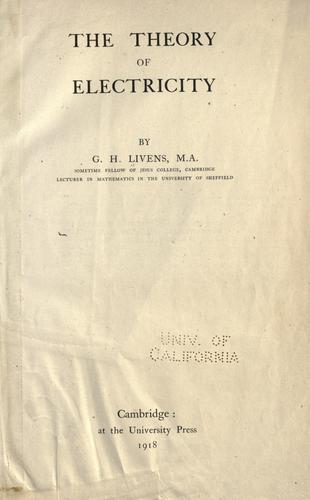 THE THEORY
OF
ELECTRICITY
BY
G. H. LIVENS, M.A.
SOMETIME FELLOW OF JESUS COLLEGE, CAMBRIDGE
LECTURER IN MATHEMATICS IN THE UNIVERSITY OF SHEFFIELD
UNIV. OF
CALIFORNIA
Cambridge :
at the University Press
1918